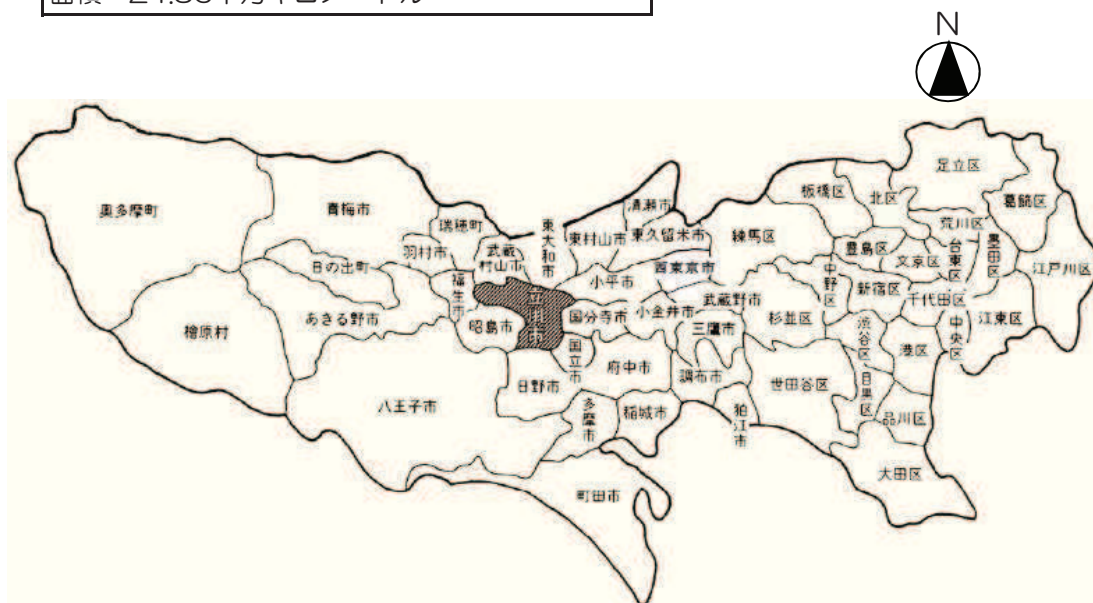 N
足立区
板橋区
北区
葛飾区
奥多摩町
青梅市
清瀬市
瑞穂町
東大和市
東村山市
東久留米市
練馬区
荒川区
羽村市
武蔵
村山市
豊島区
文京区
台東区
墨田区
日の出町
小平市
西東京市
中野区
江戸川区
福生市
立川市
武蔵野市
新宿区
千代田区
あきる野市
昭島市
国分寺市
小金井市
杉並区
江東区
檜原村
三鷹市
渋谷区
港区
中央区
国立市
府中市
調布市
世田谷区
目黒区
日野市
八王子市
多摩市
稲城市
狛江市
品川区
大田区
町田市